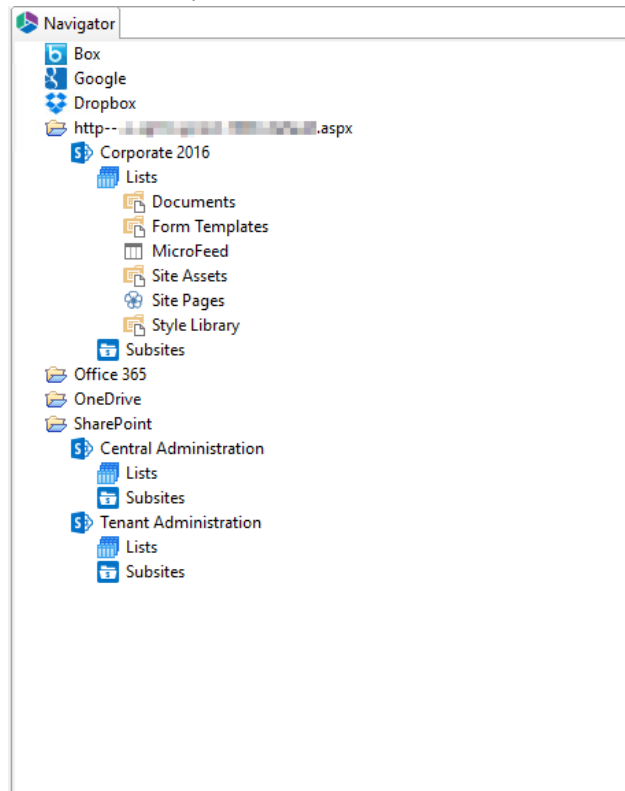 Navigator
Box
Google
Dropbox
http-- .aspx
Corporate 2016
Lists
Documents
Form Templates
MicroFeed
Site Assets
Site Pages
Style Library
Subsites
Office 365
OneDrive
SharePoint
Central Administration
Lists
Subsites
Tenant Administration
Lists
Subsites